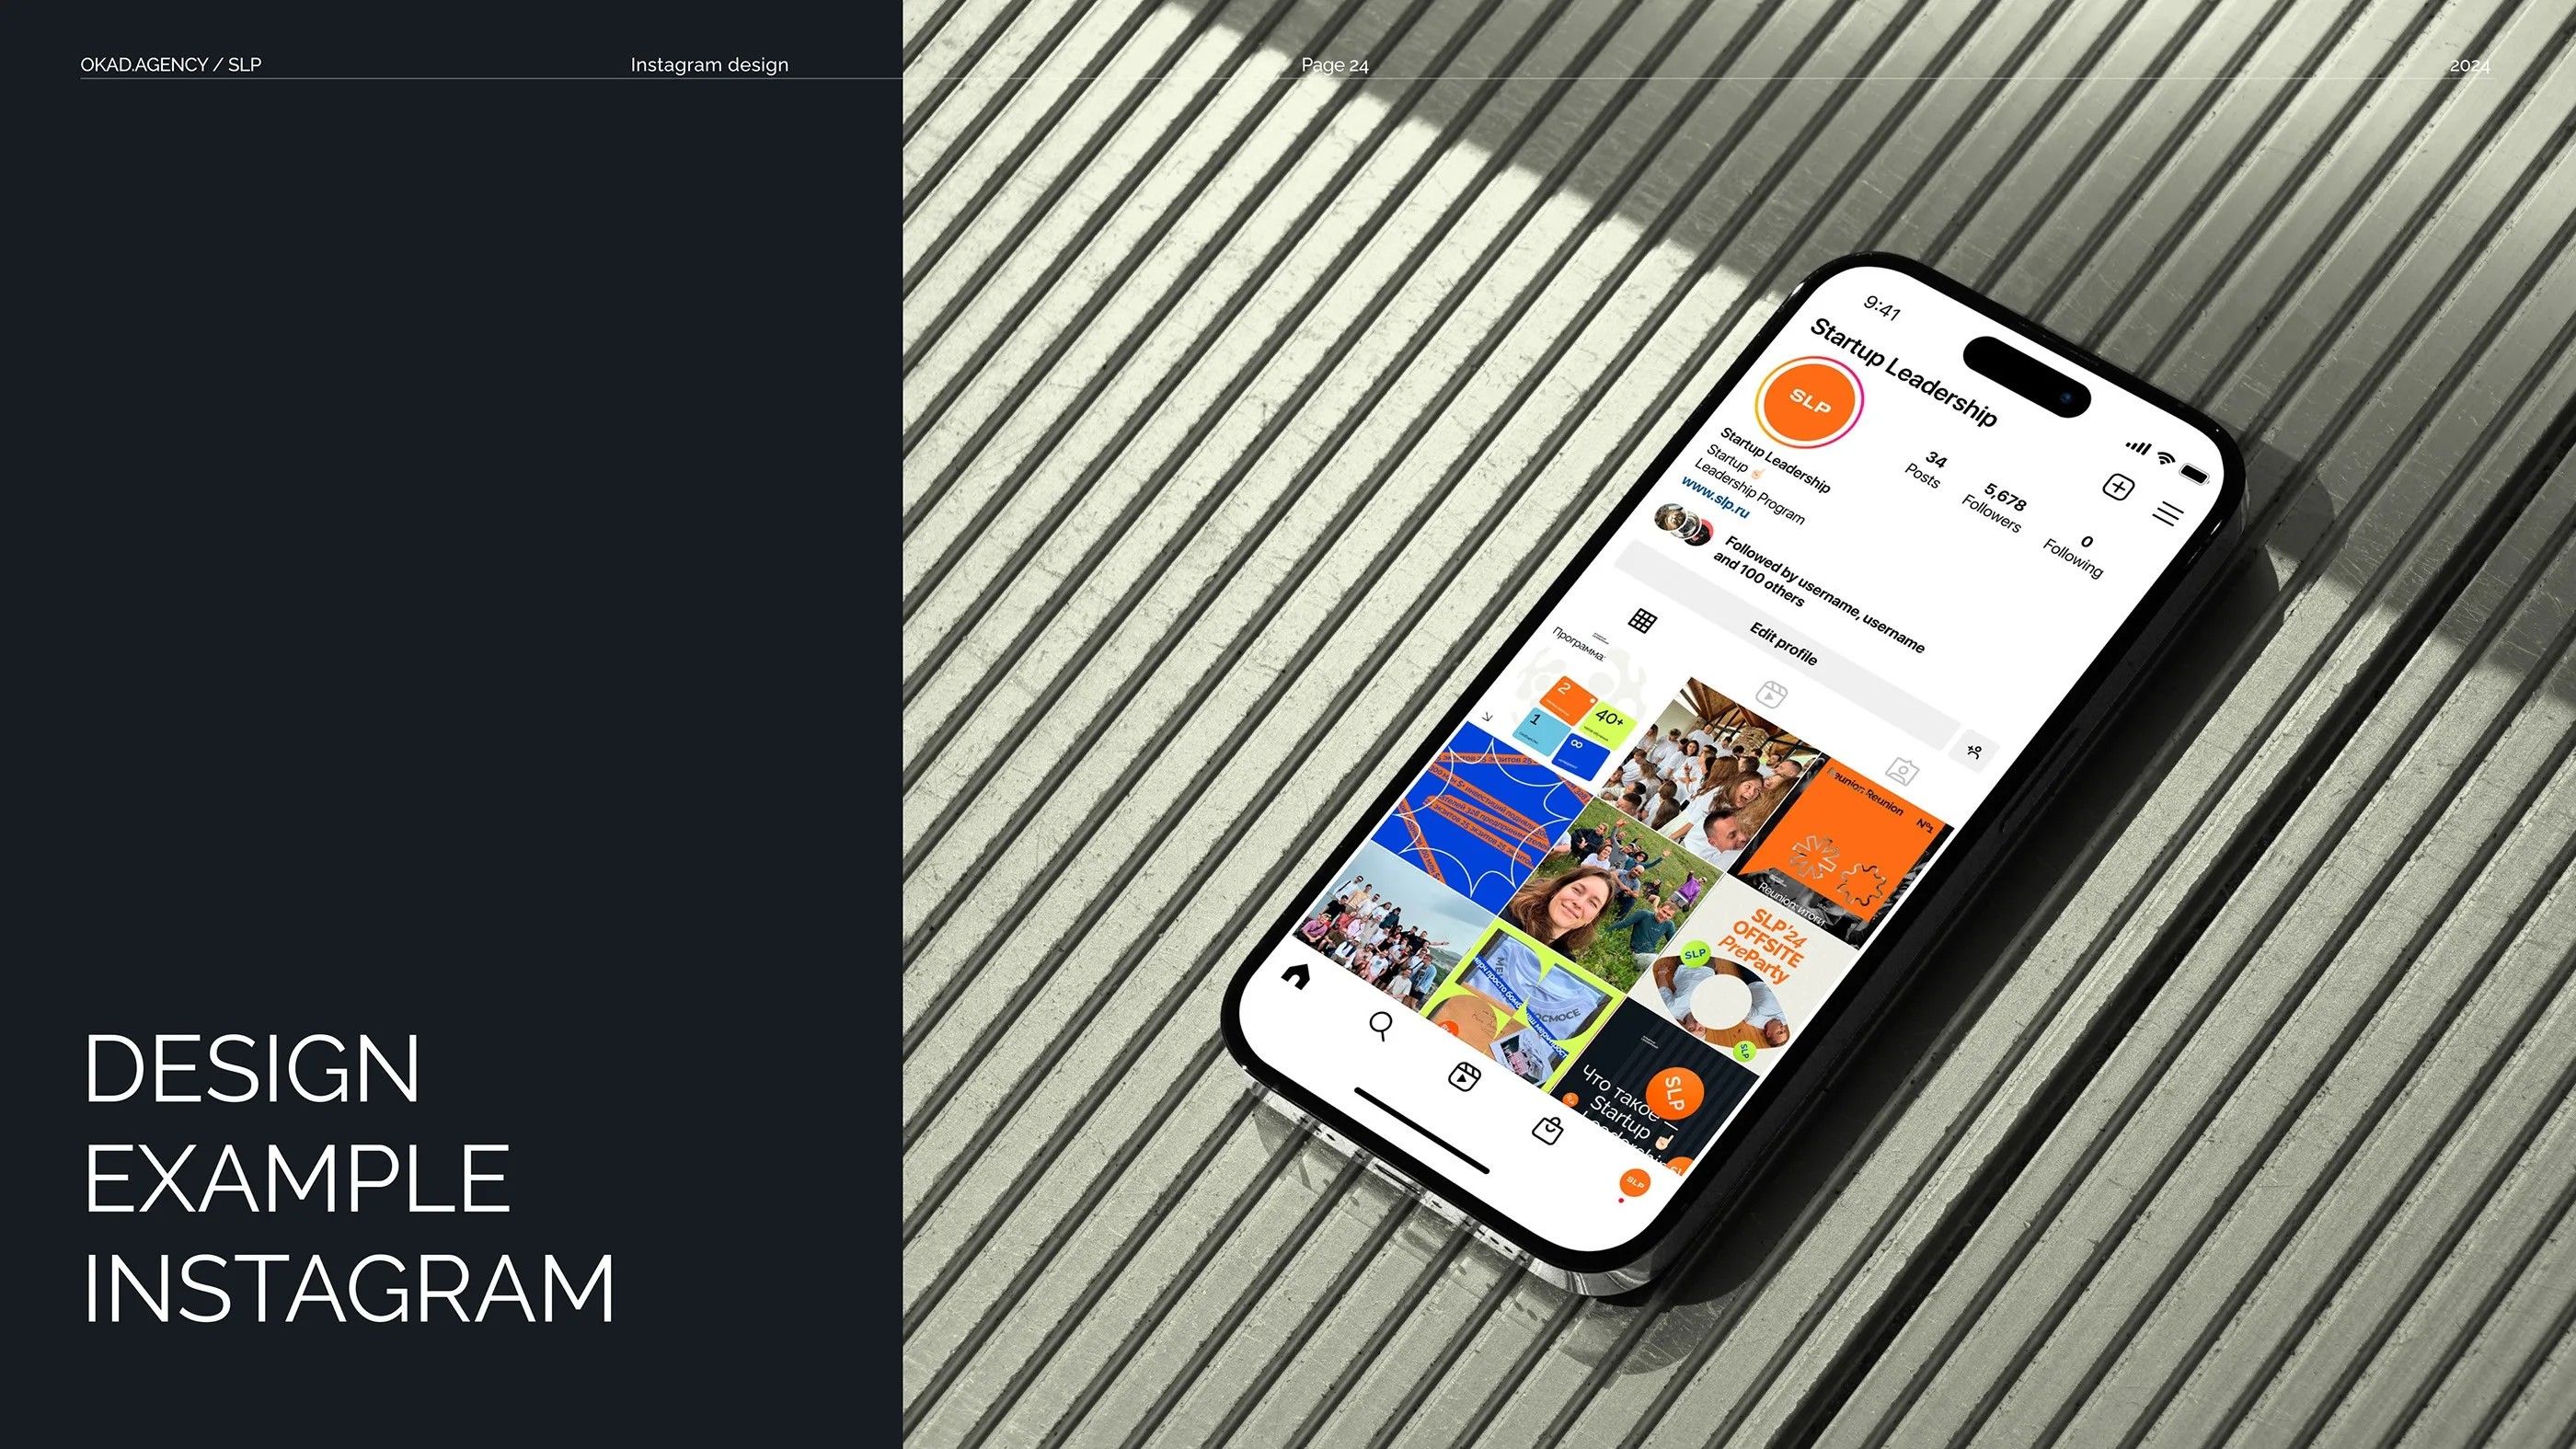 OKAD.AGENCY / SLP
Instagram design
Page 24
2024
DESIGN
EXAMPLE
INSTAGRAM
9:41
Startup Leadership
SLP
34
Posts
5,678
Followers
0
Following
Startup Leadership
Startup ☝🏻
Leadership Program
www.slp.ru
Followed by username, username
and 100 others
Edit profile
Программа:
2
40+
1
∞
Reunion
№1
Reunion: итоги
SLP'24
OFFSITE
PreParty
SLP
SLP
Что такое —
Startup ☝🏻
SLP
SLP